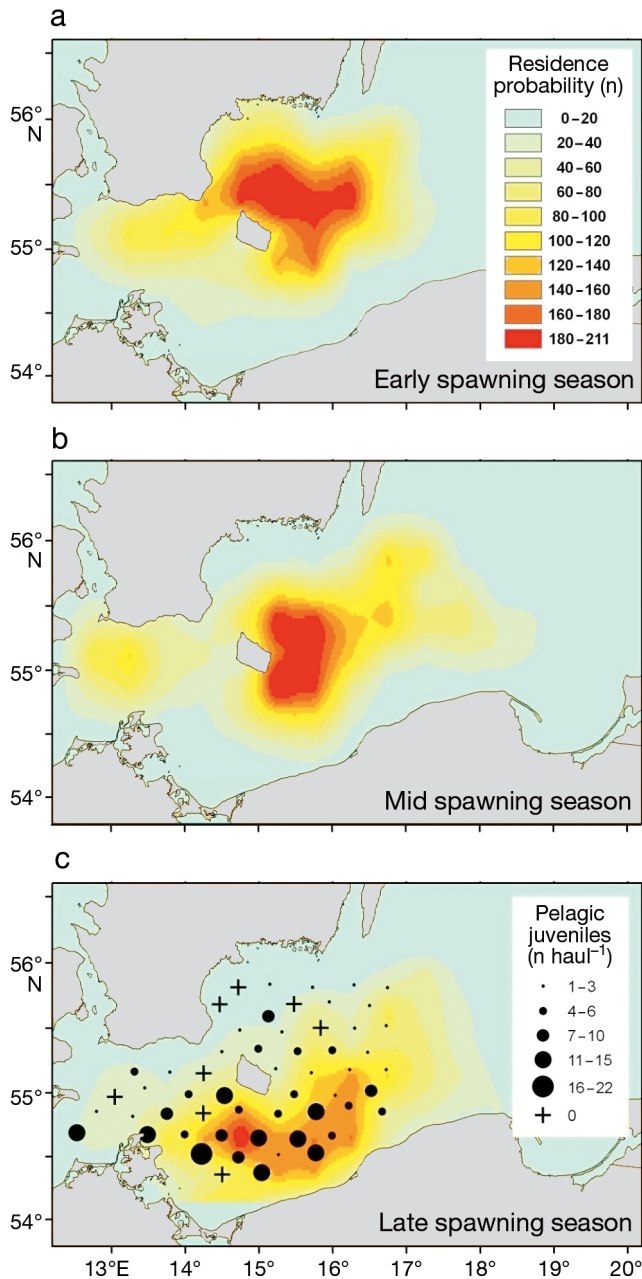 a
56°
N
55°
54°
Residence
probability (n)
0–20
20–40
40–60
60–80
80–100
100–120
120–140
140–160
160–180
180–211
Early spawning season
b
56°
N
55°
54°
Mid spawning season
c
56°
N
55°
54°
Pelagic
juveniles
(n haul⁻¹)
1–3
4–6
7–10
11–15
16–22
0
Late spawning season
13°E 14° 15° 16° 17° 18° 19° 20°